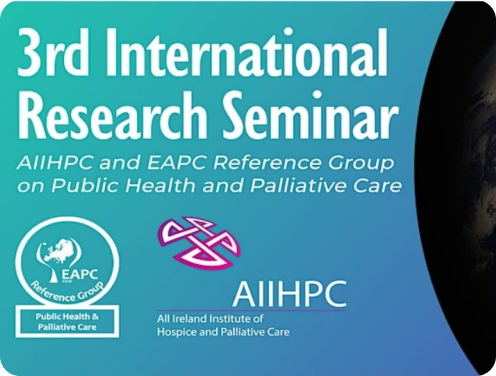 3rd International
Research Seminar
AIIHPC and EAPC Reference Group
on Public Health and Palliative Care
EAPC
Reference Group
Public Health &
Palliative Care
AIIHPC
All Ireland Institute of
Hospice and Palliative Care